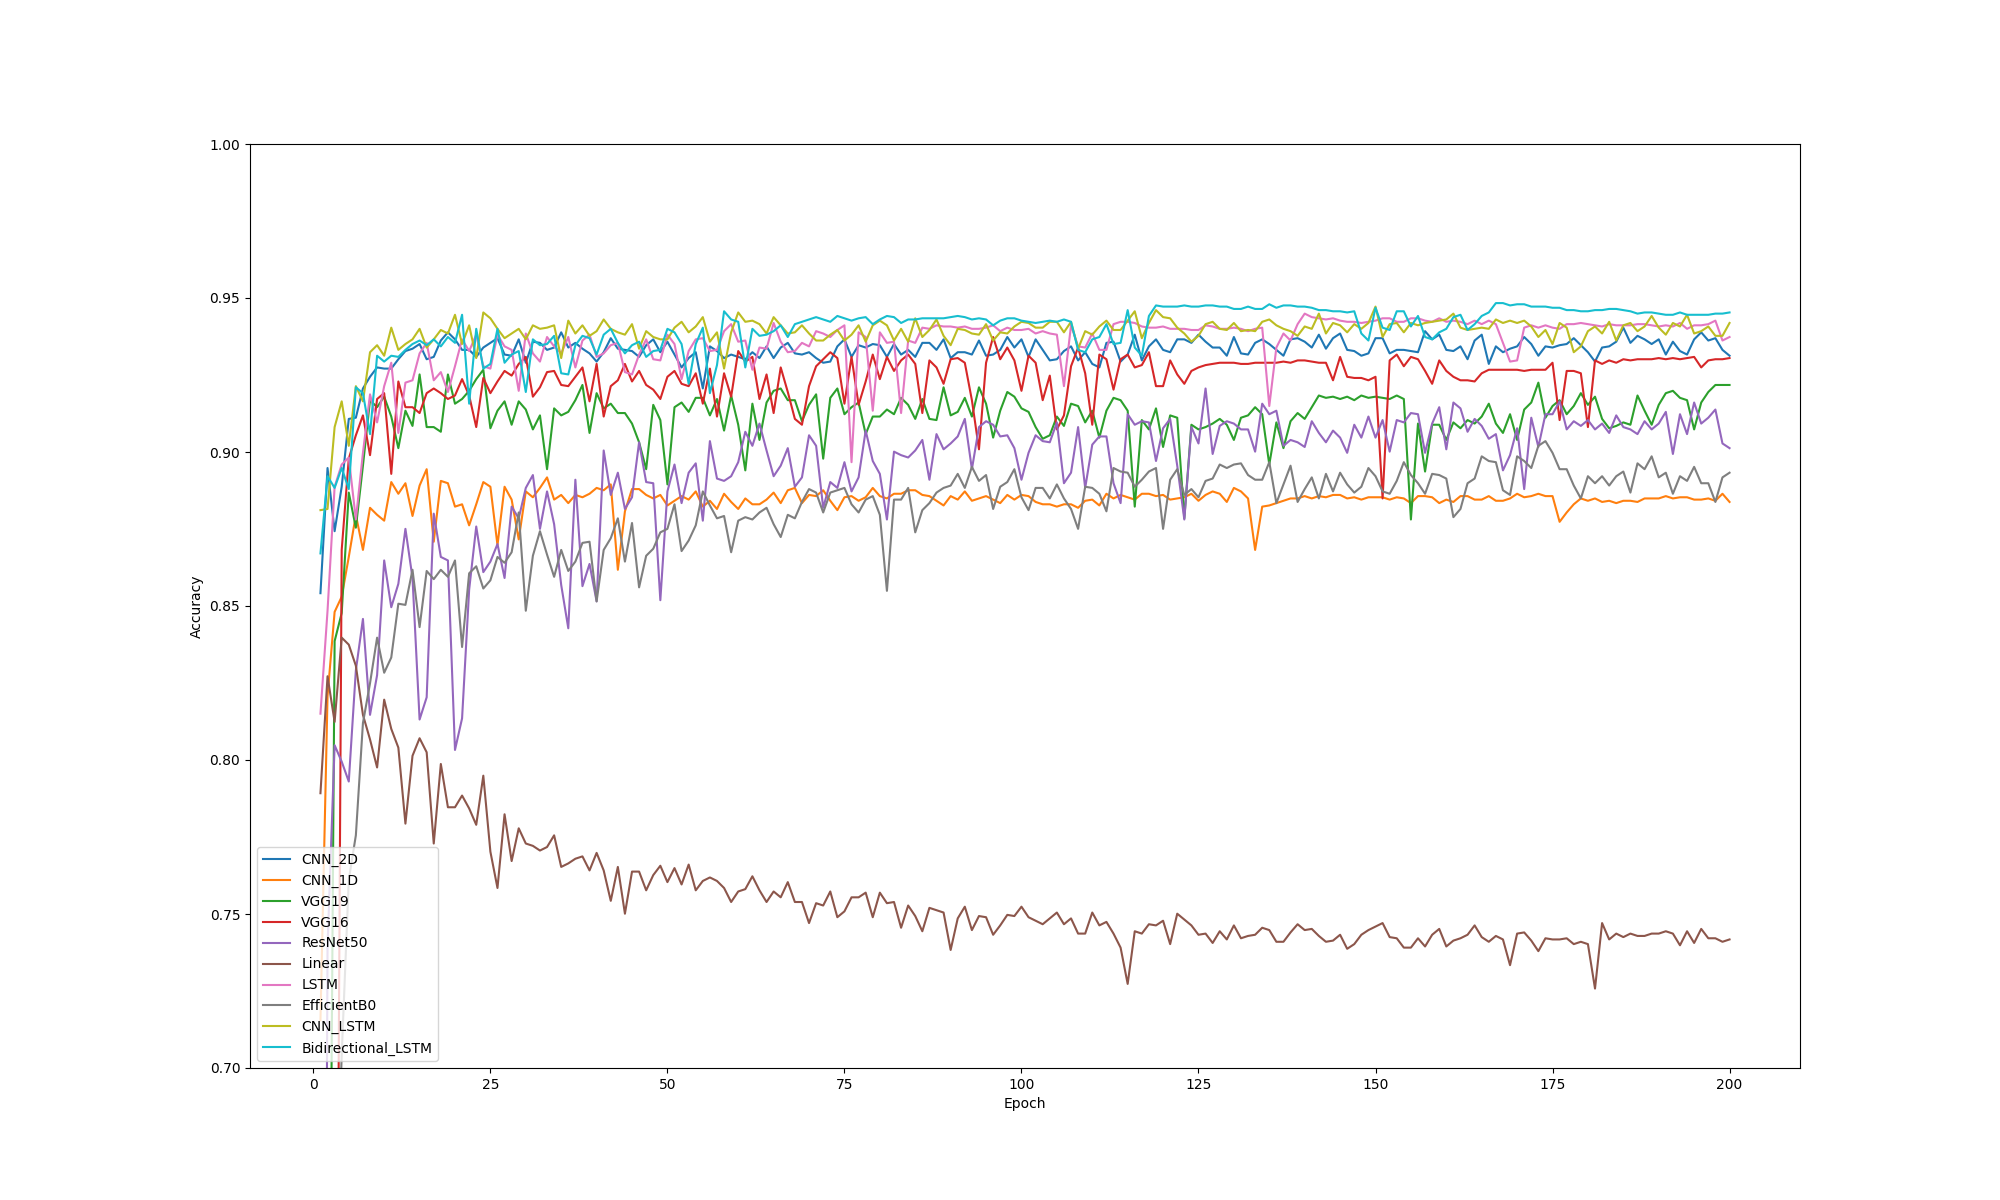 1.00
0.95
0.90
0.85
0.80
0.75
0.70
Accuracy
CNN_2D
CNN_1D
VGG19
VGG16
ResNet50
Linear
LSTM
EfficientB0
CNN_LSTM
Bidirectional_LSTM
0 25 50 75 100 125 150 175 200
Epoch